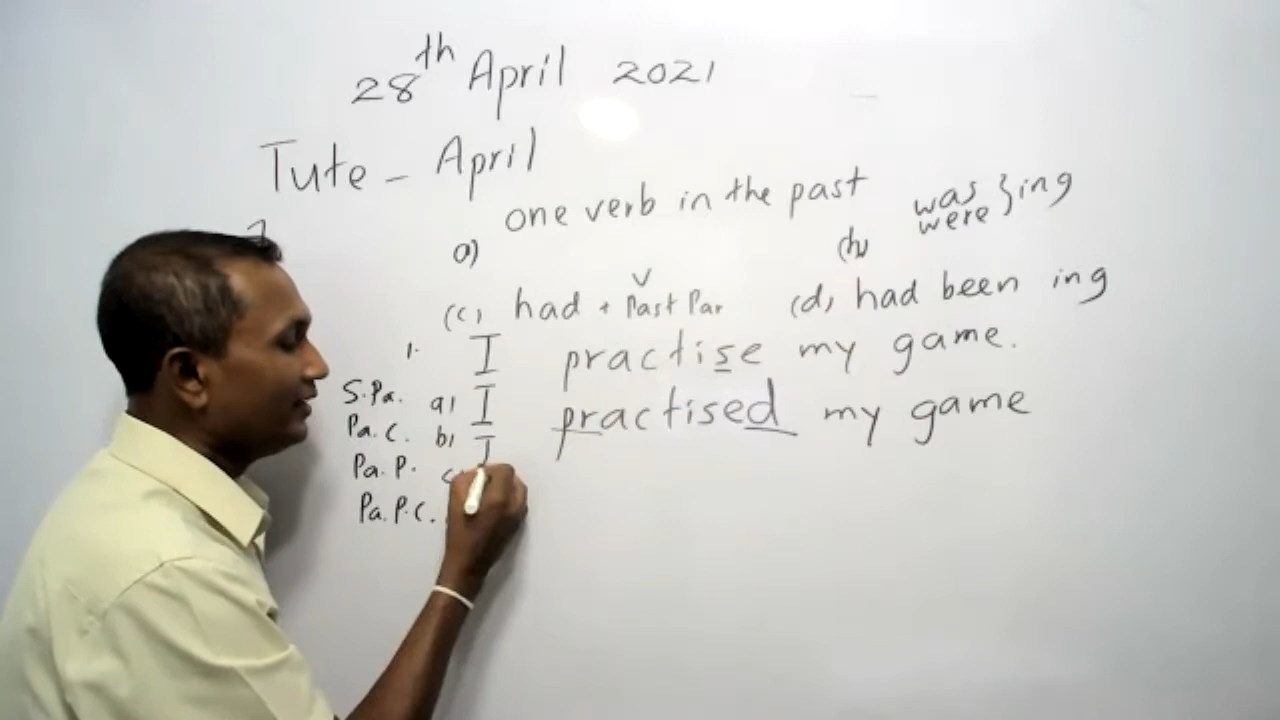 28th April 2021
Tute - April
one verb in the past
a)
(b) was were } ing
v
(c) had + Past Par (d) had been ing
1. I practise my game.
S.Pa. a) I practised my game
Pa.C. b) I
Pa.P. c)
Pa.P.C.